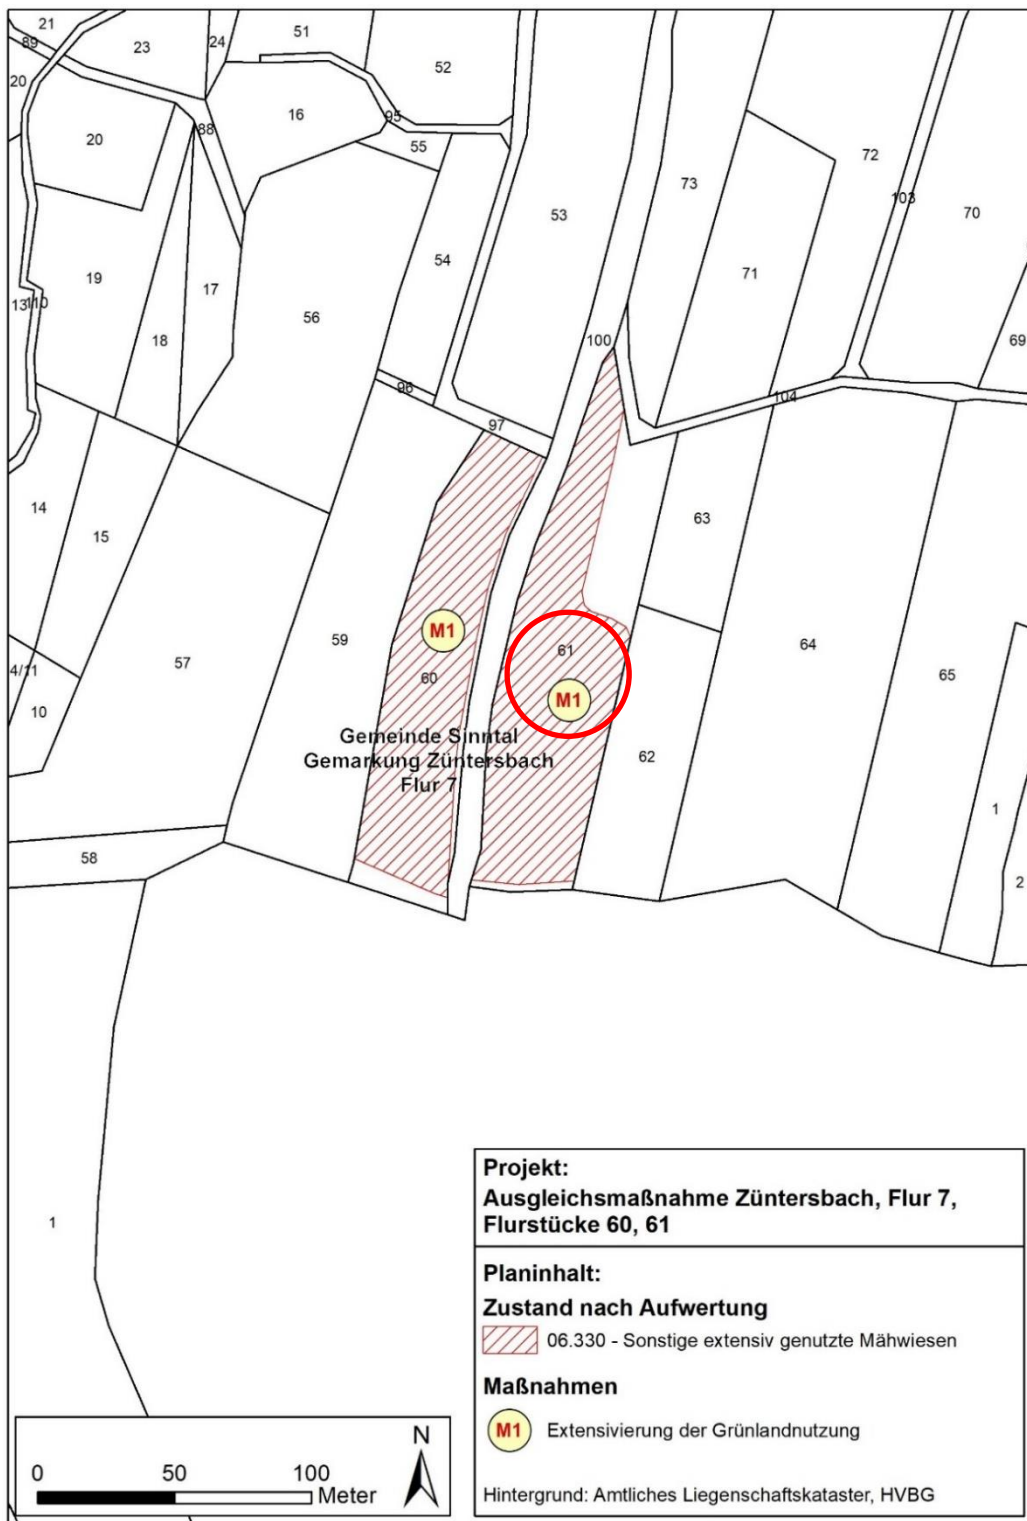 21
89
23
24
51
52
20
20
88
16
95
55
53
73
72
103
70
19
17
54
71
13
110
18
56
100
69
96
104
97
14
15
63
59
M1
61
64
4/11
57
60
65
10
M1
Gemeinde Sinntal
Gemarkung Züntersbach
Flur 7
62
1
58
2
1
Projekt:
Ausgleichsmaßnahme Züntersbach, Flur 7,
Flurstücke 60, 61
Planinhalt:
Zustand nach Aufwertung
06.330 - Sonstige extensiv genutzte Mähwiesen
Maßnahmen
M1 Extensivierung der Grünlandnutzung
Hintergrund: Amtliches Liegenschaftskataster, HVBG
N
0 50 100
Meter